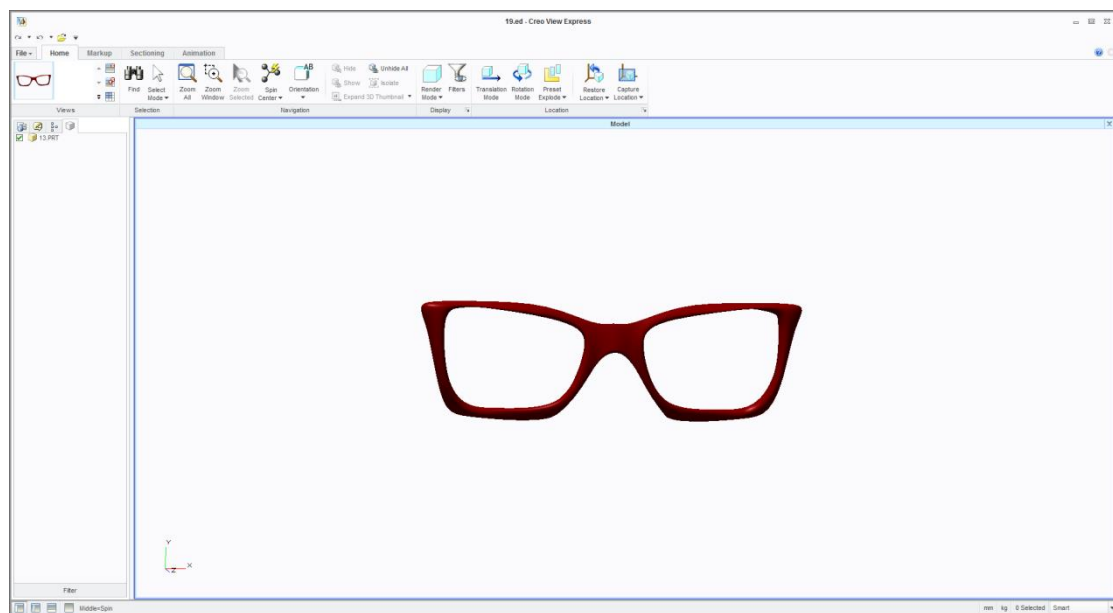 19.ed - Creo View Express
File Home Markup Sectioning Animation
Find
Select Mode
Zoom All
Zoom Window
Zoom Selected
Spin Center
AB
Orientation
Hide
Unhide All
Show
Isolate
Expand 3D Thumbnail
Render Mode
Filters
Translation Mode
Rotation Mode
Preset Explode
Restore Location
Capture Location
Views Selection Navigation Display Location
Model
13.PRT
Y
Z
X
Filter
Middle=Spin
mm kg 0 Selected Smart